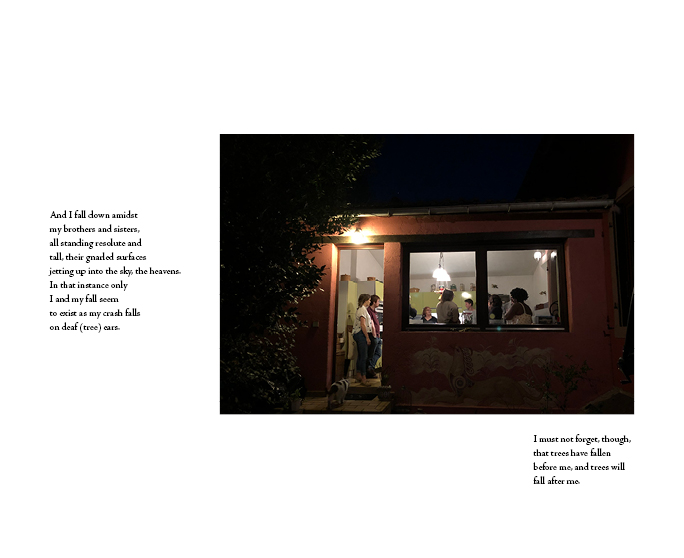 And I fall down amidst
my brothers and sisters,
all standing resolute and
tall, their gnarled surfaces
jetting up into the sky, the heavens.
In that instance only
I and my fall seem
to exist as my crash falls
on deaf (tree) ears.
I must not forget, though,
that trees have fallen
before me, and trees will
fall after me.